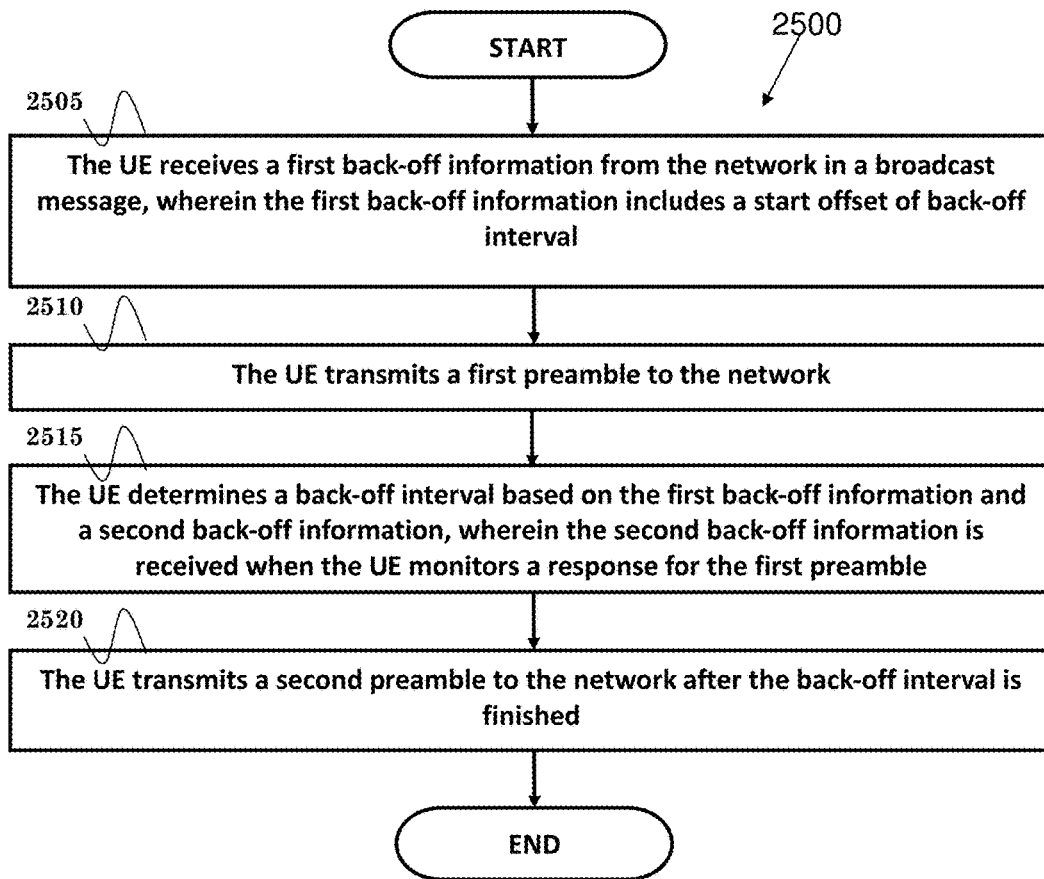 2500
START
2505
The UE receives a first back-off information from the network in a broadcast
message, wherein the first back-off information includes a start offset of back-off
interval
2510
The UE transmits a first preamble to the network
2515
The UE determines a back-off interval based on the first back-off information and
a second back-off information, wherein the second back-off information is
received when the UE monitors a response for the first preamble
2520
The UE transmits a second preamble to the network after the back-off interval is
finished
END